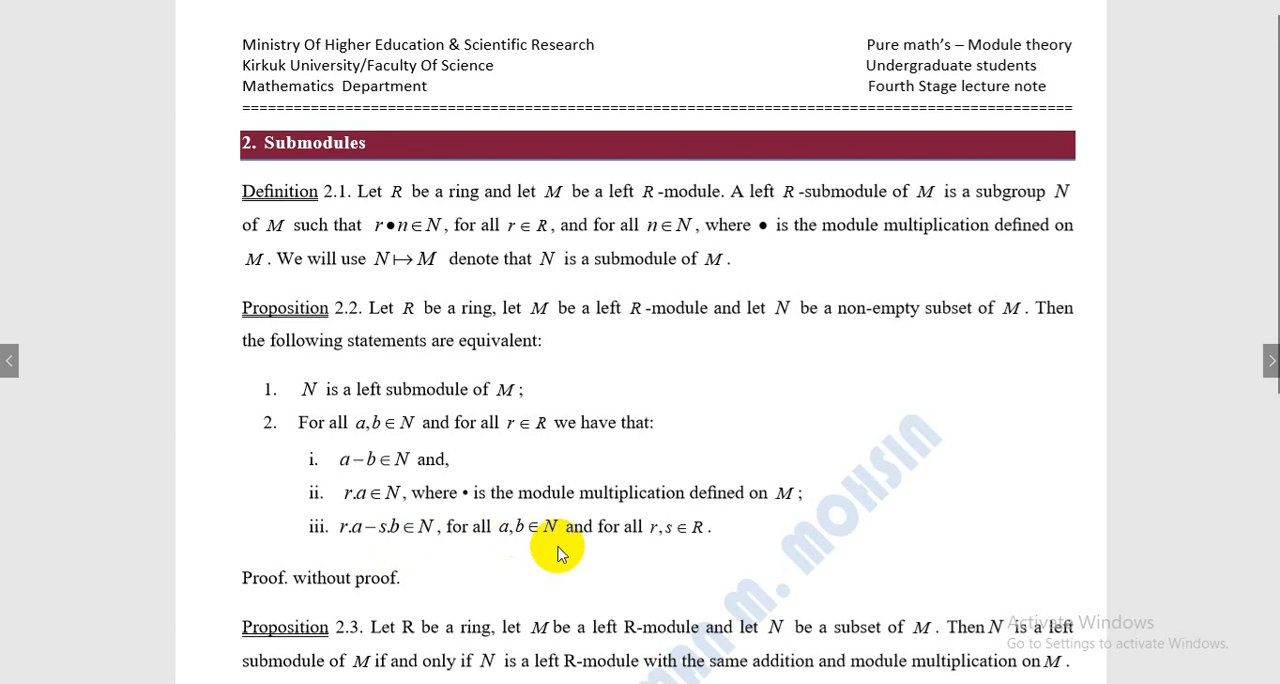 Ministry Of Higher Education & Scientific Research Pure math's – Module theory
Kirkuk University/Faculty Of Science Undergraduate students
Mathematics Department Fourth Stage lecture note
==================================================================================================
2. Submodules
Definition 2.1. Let R be a ring and let M be a left R-module. A left R-submodule of M is a subgroup N
of M such that r•n∈N, for all r∈R, and for all n∈N, where • is the module multiplication defined on
M. We will use N↦M denote that N is a submodule of M.
Proposition 2.2. Let R be a ring, let M be a left R-module and let N be a non-empty subset of M. Then
the following statements are equivalent:
1. N is a left submodule of M;
2. For all a,b∈N and for all r∈R we have that:
i. a−b∈N and,
ii. r.a∈N, where • is the module multiplication defined on M;
iii. r.a−s.b∈N, for all a,b∈N and for all r,s∈R.
Proof. without proof.
Proposition 2.3. Let R be a ring, let M be a left R-module and let N be a subset of M. Then N is a left
submodule of M if and only if N is a left R-module with the same addition and module multiplication on M.
M. MOHSIN
Activate Windows
Go to Settings to activate Windows.